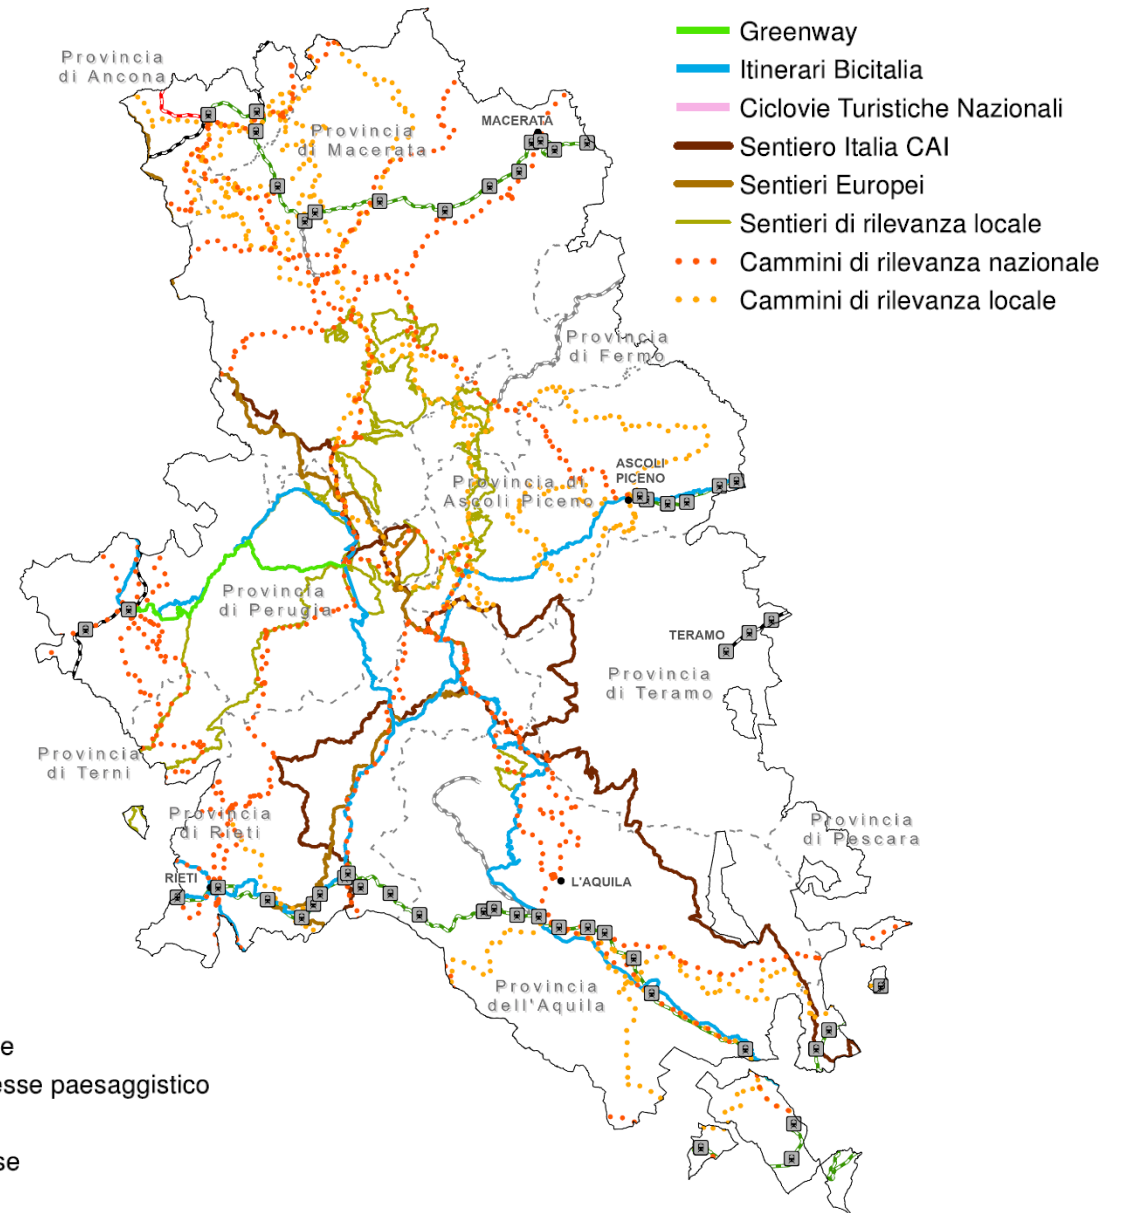 Greenway
Itinerari Bicitalia
Ciclovie Turistiche Nazionali
Sentiero Italia CAI
Sentieri Europei
Sentieri di rilevanza locale
Cammini di rilevanza nazionale
Cammini di rilevanza locale
Provincia
di Ancona
MACERATA
Provincia
di Macerata
Provincia
di Fermo
ASCOLI
PICENO
Provincia di
Ascoli Piceno
Provincia
di Perugia
TERAMO
Provincia
di Teramo
Provincia
di Terni
Provincia
di Rieti
Provincia
di Pescara
RIETI
L'AQUILA
Provincia
dell'Aquila
e
esse paesaggistico
se